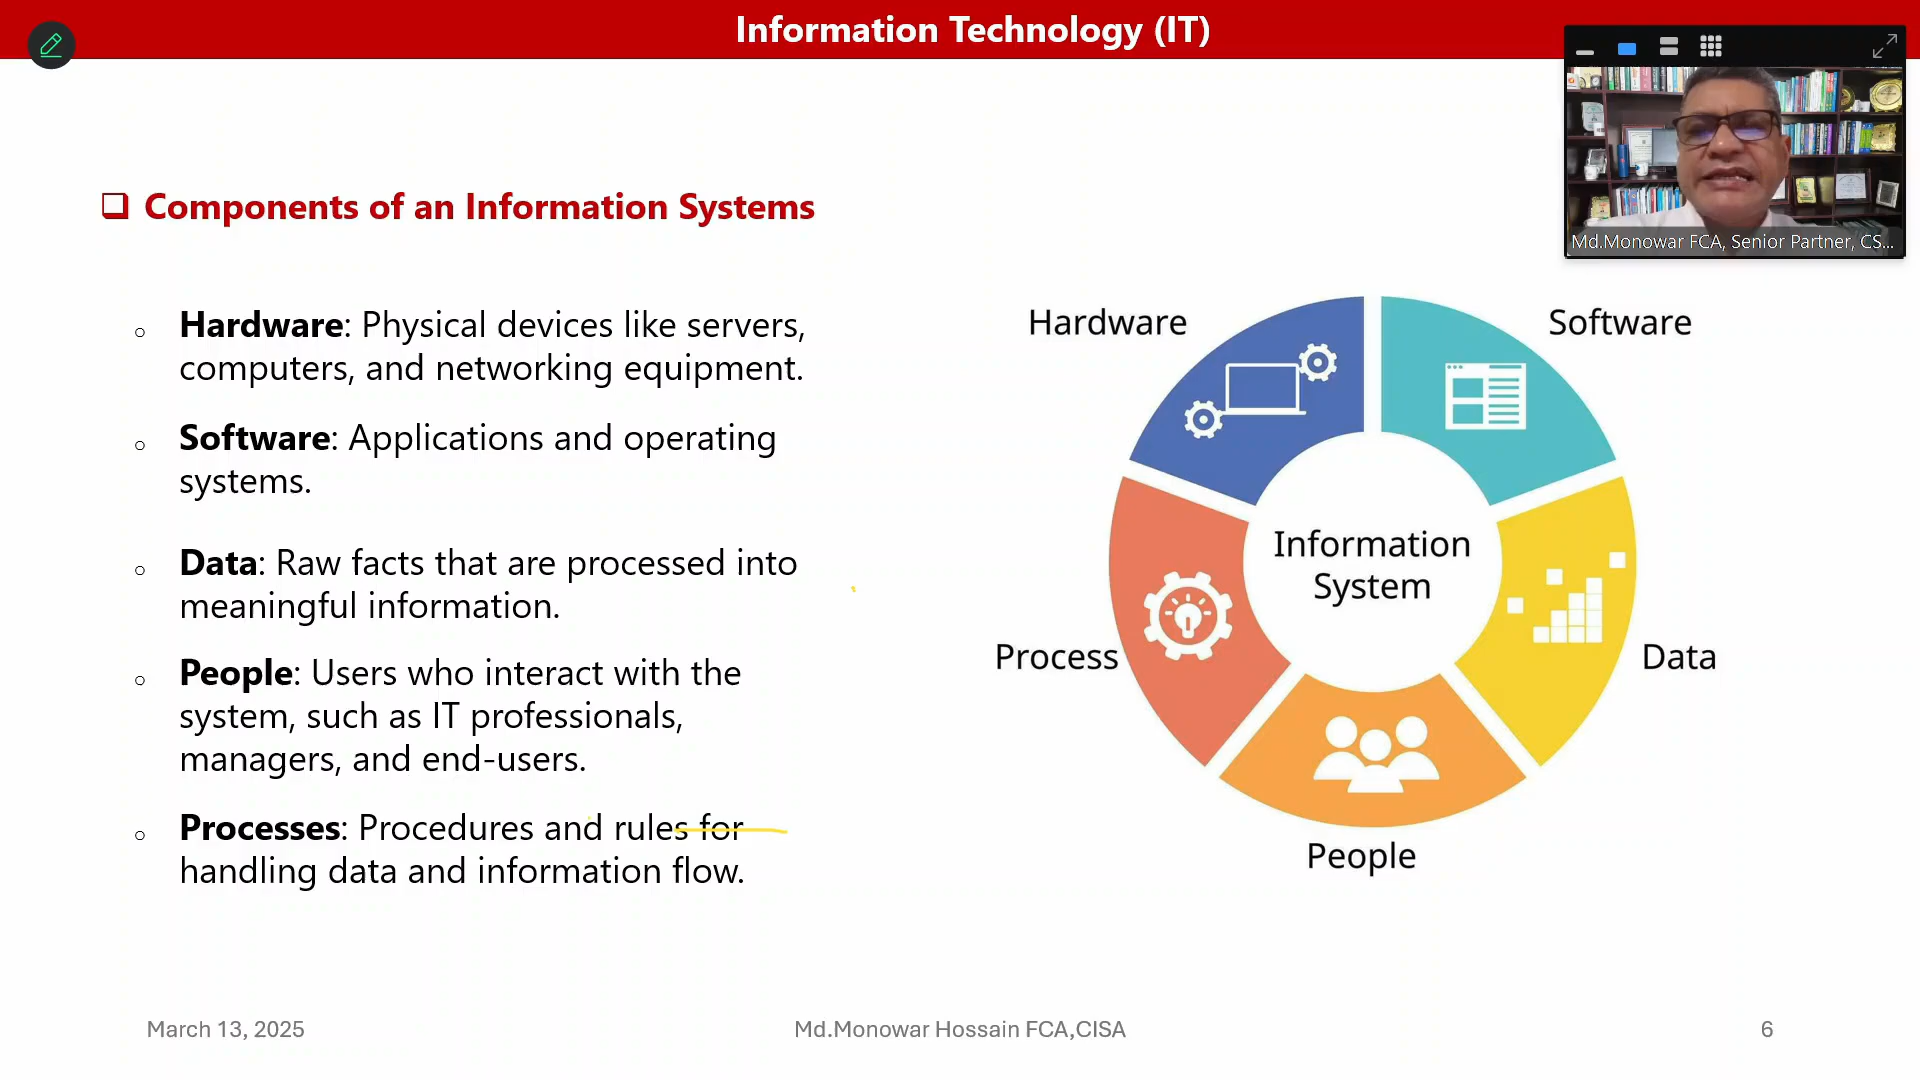 Information Technology (IT)
Md.Monowar FCA, Senior Partner, CS...
❑ Components of an Information Systems
o Hardware: Physical devices like servers,
computers, and networking equipment.
o Software: Applications and operating
systems.
o Data: Raw facts that are processed into
meaningful information.
o People: Users who interact with the
system, such as IT professionals,
managers, and end-users.
o Processes: Procedures and rules for
handling data and information flow.
Hardware
Software
Information
System
Process
Data
People
March 13, 2025
Md.Monowar Hossain FCA,CISA
6